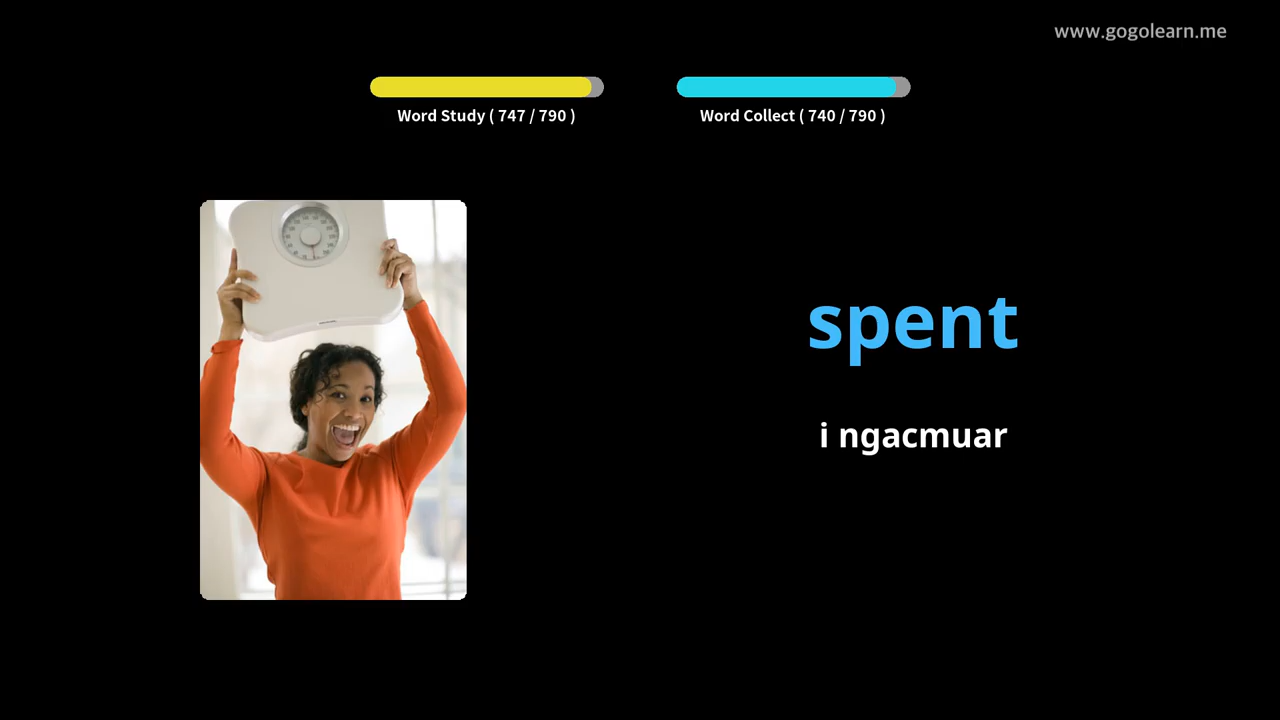 www.gogolearn.me
Word Study ( 747 / 790 )
Word Collect ( 740 / 790 )
spent
i ngacmuar